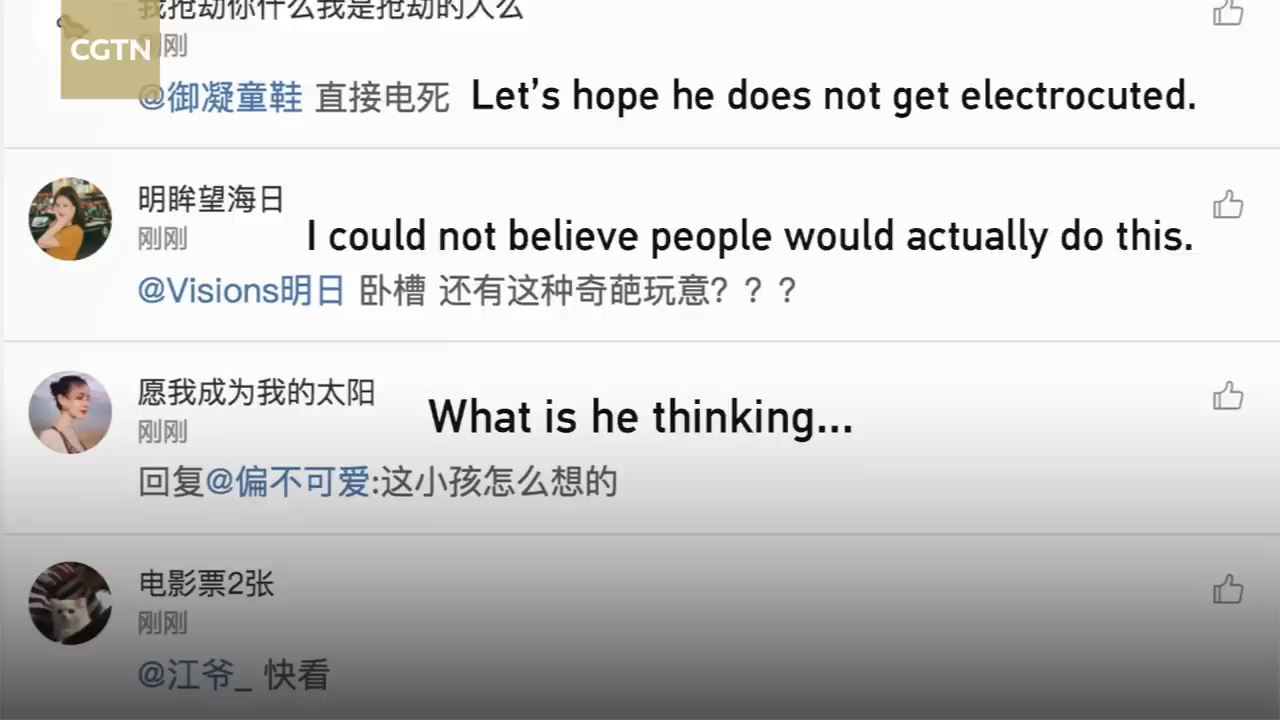 我抢劫你什么我是抢劫的人么
CGTN
刚刚
@御凝童鞋 直接电死
Let's hope he does not get electrocuted.
明眸望海日
刚刚
I could not believe people would actually do this.
@Visions明日 卧槽 还有这种奇葩玩意？？？
愿我成为我的太阳
刚刚
What is he thinking...
回复@偏不可爱:这小孩怎么想的
电影票2张
刚刚
@江爷_ 快看